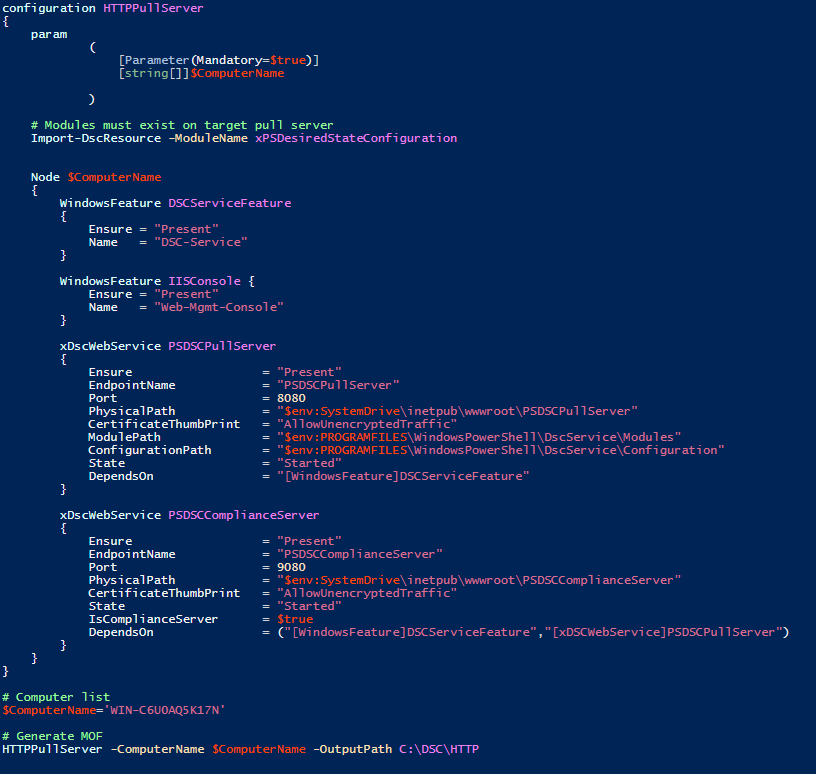 configuration HTTPPullServer
{
    param
            (
                [Parameter(Mandatory=$true)]
                [string[]]$ComputerName

            )

    # Modules must exist on target pull server
    Import-DscResource -ModuleName xPSDesiredStateConfiguration


    Node $ComputerName
    {
        WindowsFeature DSCServiceFeature
        {
            Ensure = "Present"
            Name   = "DSC-Service"
        }

        WindowsFeature IISConsole {
            Ensure = "Present"
            Name   = "Web-Mgmt-Console"
        }

        xDscWebService PSDSCPullServer
        {
            Ensure                  = "Present"
            EndpointName            = "PSDSCPullServer"
            Port                    = 8080
            PhysicalPath            = "$env:SystemDrive\inetpub\wwwroot\PSDSCPullServer"
            CertificateThumbPrint   = "AllowUnencryptedTraffic"
            ModulePath              = "$env:PROGRAMFILES\WindowsPowerShell\DscService\Modules"
            ConfigurationPath       = "$env:PROGRAMFILES\WindowsPowerShell\DscService\Configuration"
            State                   = "Started"
            DependsOn               = "[WindowsFeature]DSCServiceFeature"
        }

        xDscWebService PSDSCComplianceServer
        {
            Ensure                  = "Present"
            EndpointName            = "PSDSCComplianceServer"
            Port                    = 9080
            PhysicalPath            = "$env:SystemDrive\inetpub\wwwroot\PSDSCComplianceServer"
            CertificateThumbPrint   = "AllowUnencryptedTraffic"
            State                   = "Started"
            IsComplianceServer      = $true
            DependsOn               = ("[WindowsFeature]DSCServiceFeature","[xDSCWebService]PSDSCPullServer")
        }
    }
}

# Computer list
$ComputerName='WIN-C6UOAQ5K17N'

# Generate MOF
HTTPPullServer -ComputerName $ComputerName -OutputPath C:\DSC\HTTP